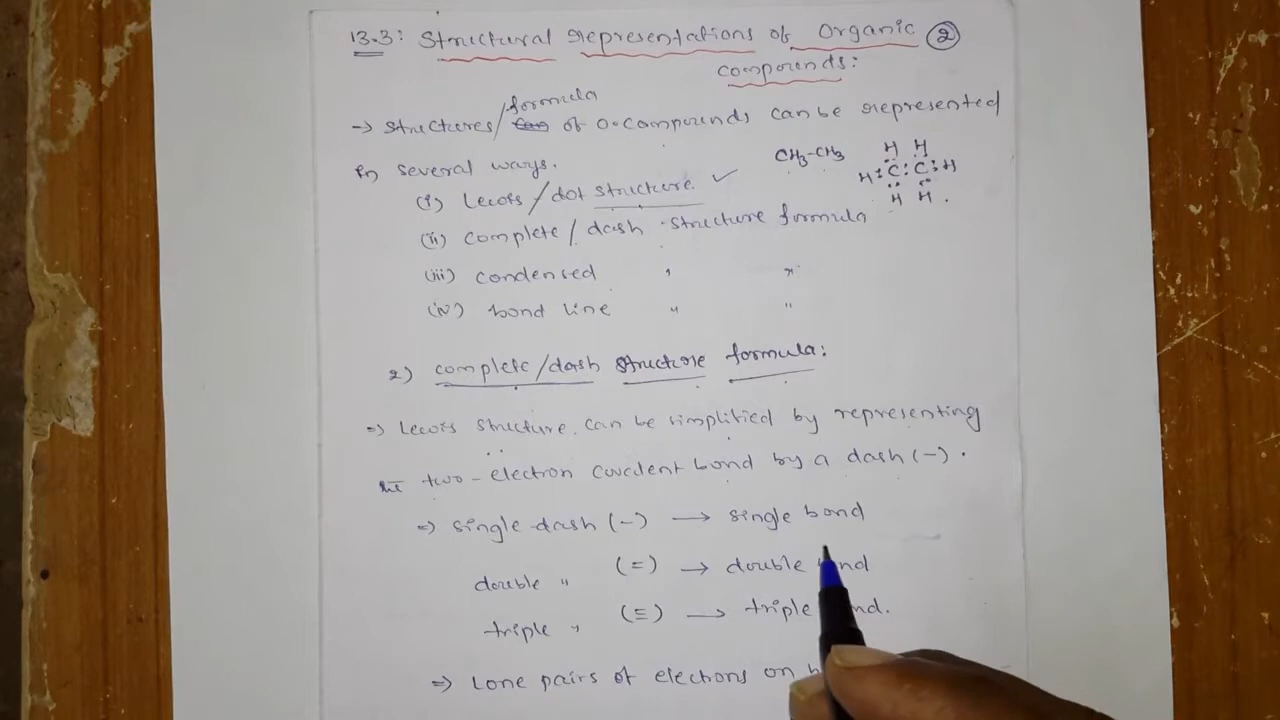 13.3: Structural representations of Organic ②
compounds:
formula
→ structures/ of o.compounds can be represented
in several ways.
CH3-CH3
H H
H:C:C:H
H H
(i) Lewis/dot structure. ✓
(ii) complete/dash structure formula
(iii) condensed " "
(iv) bond line " "
2) complete/dash structure formula:
⇒ Lewis structure can be simplified by representing
two-electron covalent bond by a dash (-).
⇒ single dash (-) → single bond
double " (=) → double
triple " (≡) → triple
⇒ Lone pairs of electrons on